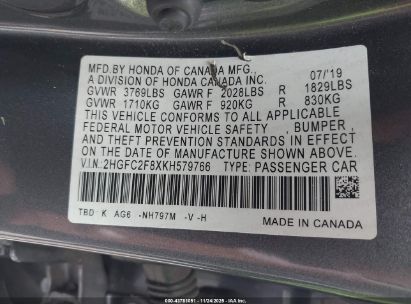 MFD.BY HONDA OF CANADA MFG. 07/'19
A DIVISION OF HONDA CANADA INC.
GVWR 3769LBS GAWR F 2028LBS R 1829LBS
GVWR 1710KG GAWR F 920KG R 830KG
THIS VEHICLE CONFORMS TO ALL APPLICABLE
FEDERAL MOTOR VEHICLE SAFETY , BUMPER ,
AND THEFT PREVENTION STANDARDS IN EFFECT
ON THE DATE OF MANUFACTURE SHOWN ABOVE.
V.I.N: 2HGFC2F8XKH579766 TYPE: PASSENGER CAR
TBD K AG6 -NH797M -V -H
MADE IN CANADA